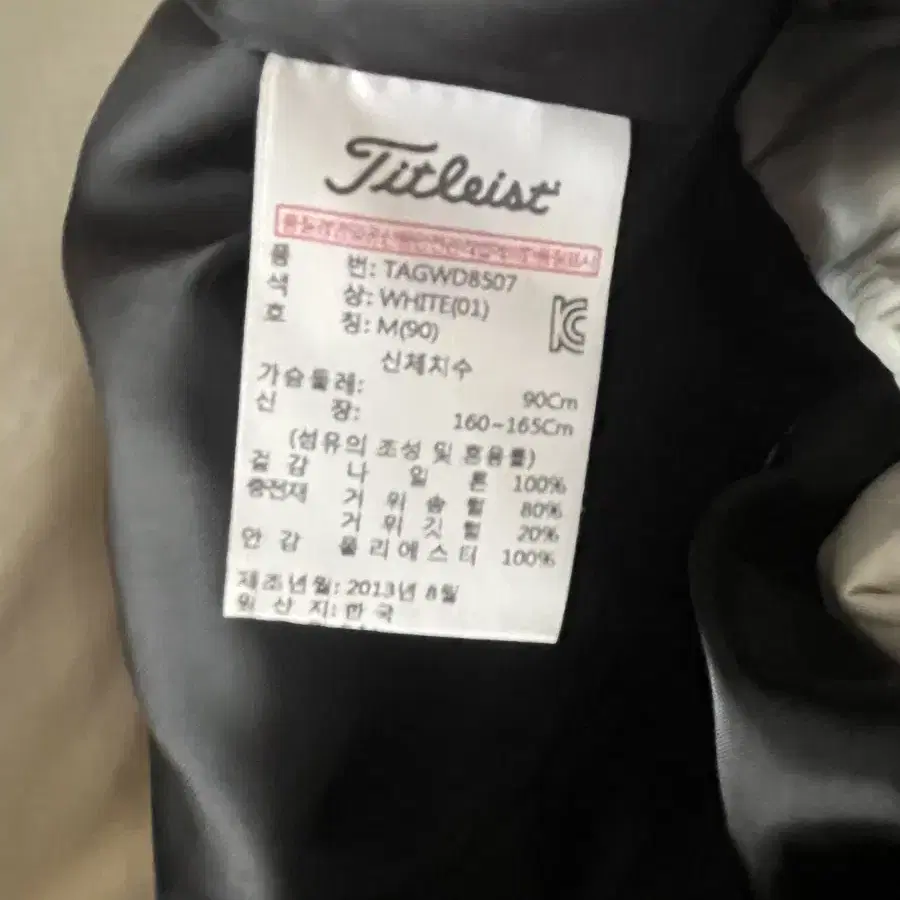 Titleist
품 번: TAGWD8507
색 상: WHITE(01)
호 칭: M(90)
신체치수
가슴둘레: 90Cm
신 장: 160~165Cm
(섬유의 조성 및 혼용률)
겉 감 나 일 론 100%
충전재 거 위 솜 털 80%
거 위 깃 털 20%
안 감 폴 리 에 스 터 100%
제조년월: 2013년 8월
원 산 지: 한 국